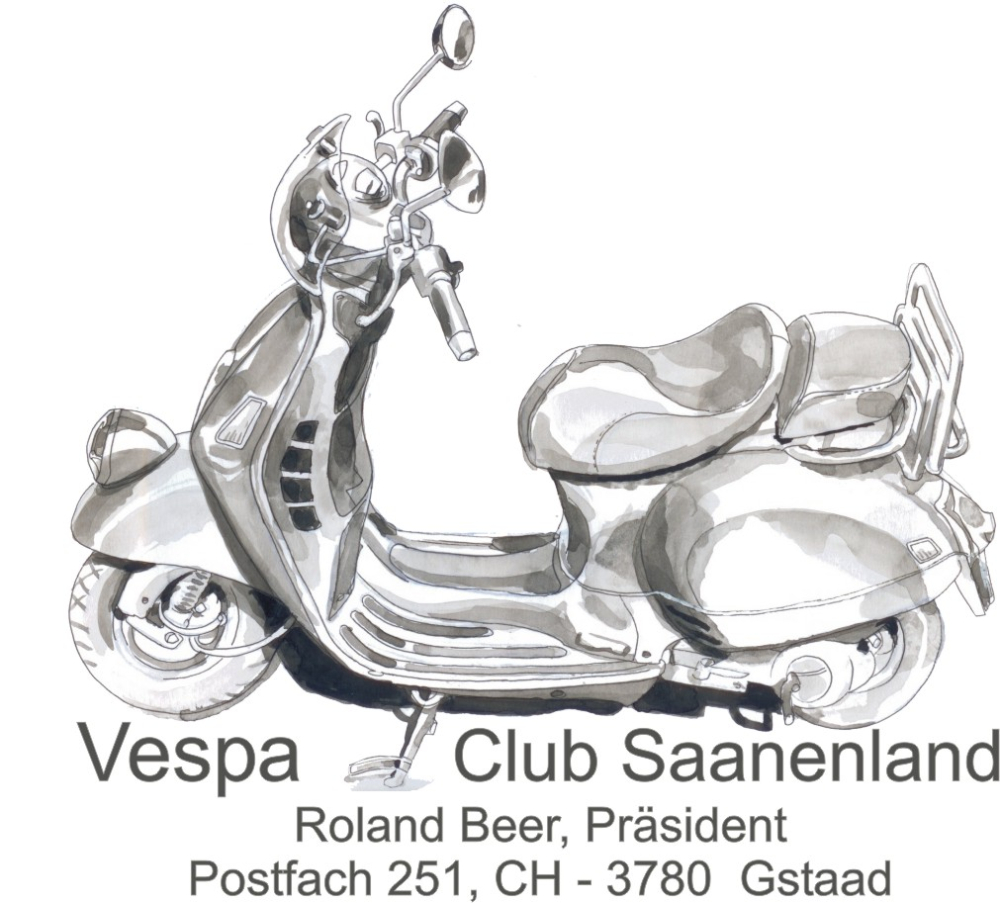 Vespa Club Saanenland
Roland Beer, Präsident
Postfach 251, CH - 3780 Gstaad